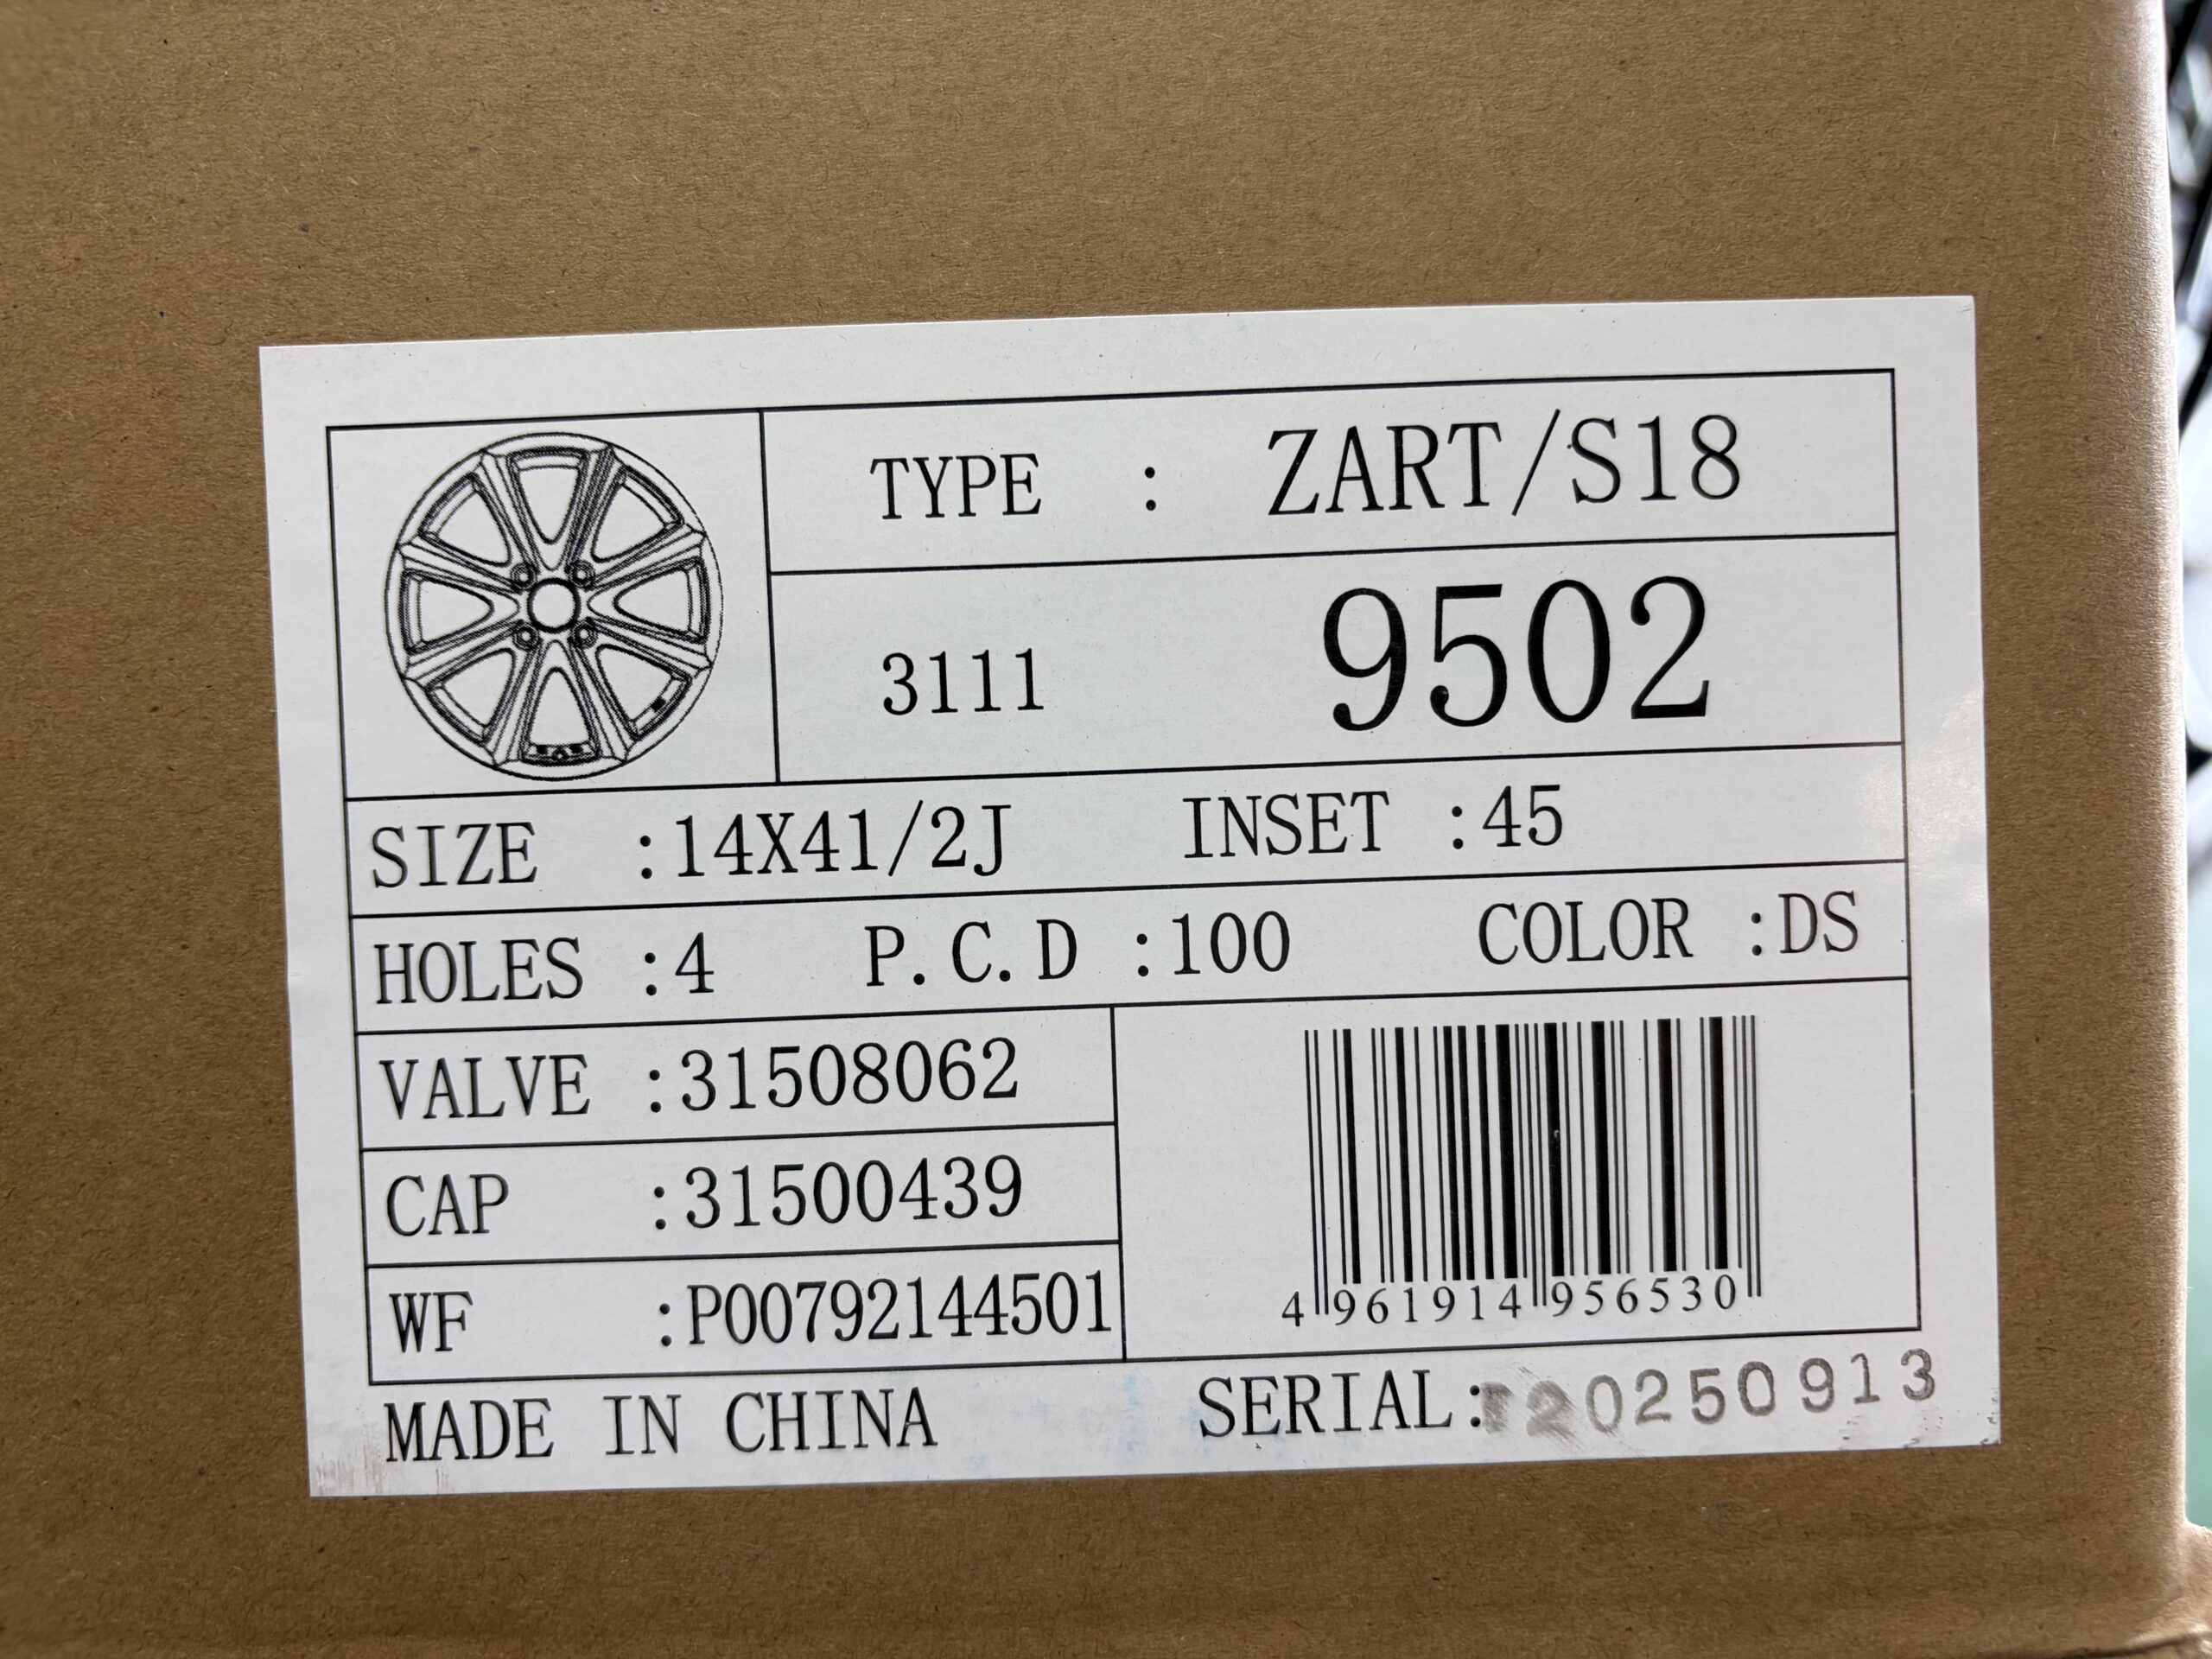 TYPE : ZART/S18
3111 9502
SIZE :14X41/2J INSET :45
HOLES :4 P.C.D :100 COLOR :DS
VALVE :31508062
CAP :31500439
WF :P00792144501
4 961914 956530
MADE IN CHINA SERIAL: 20250913